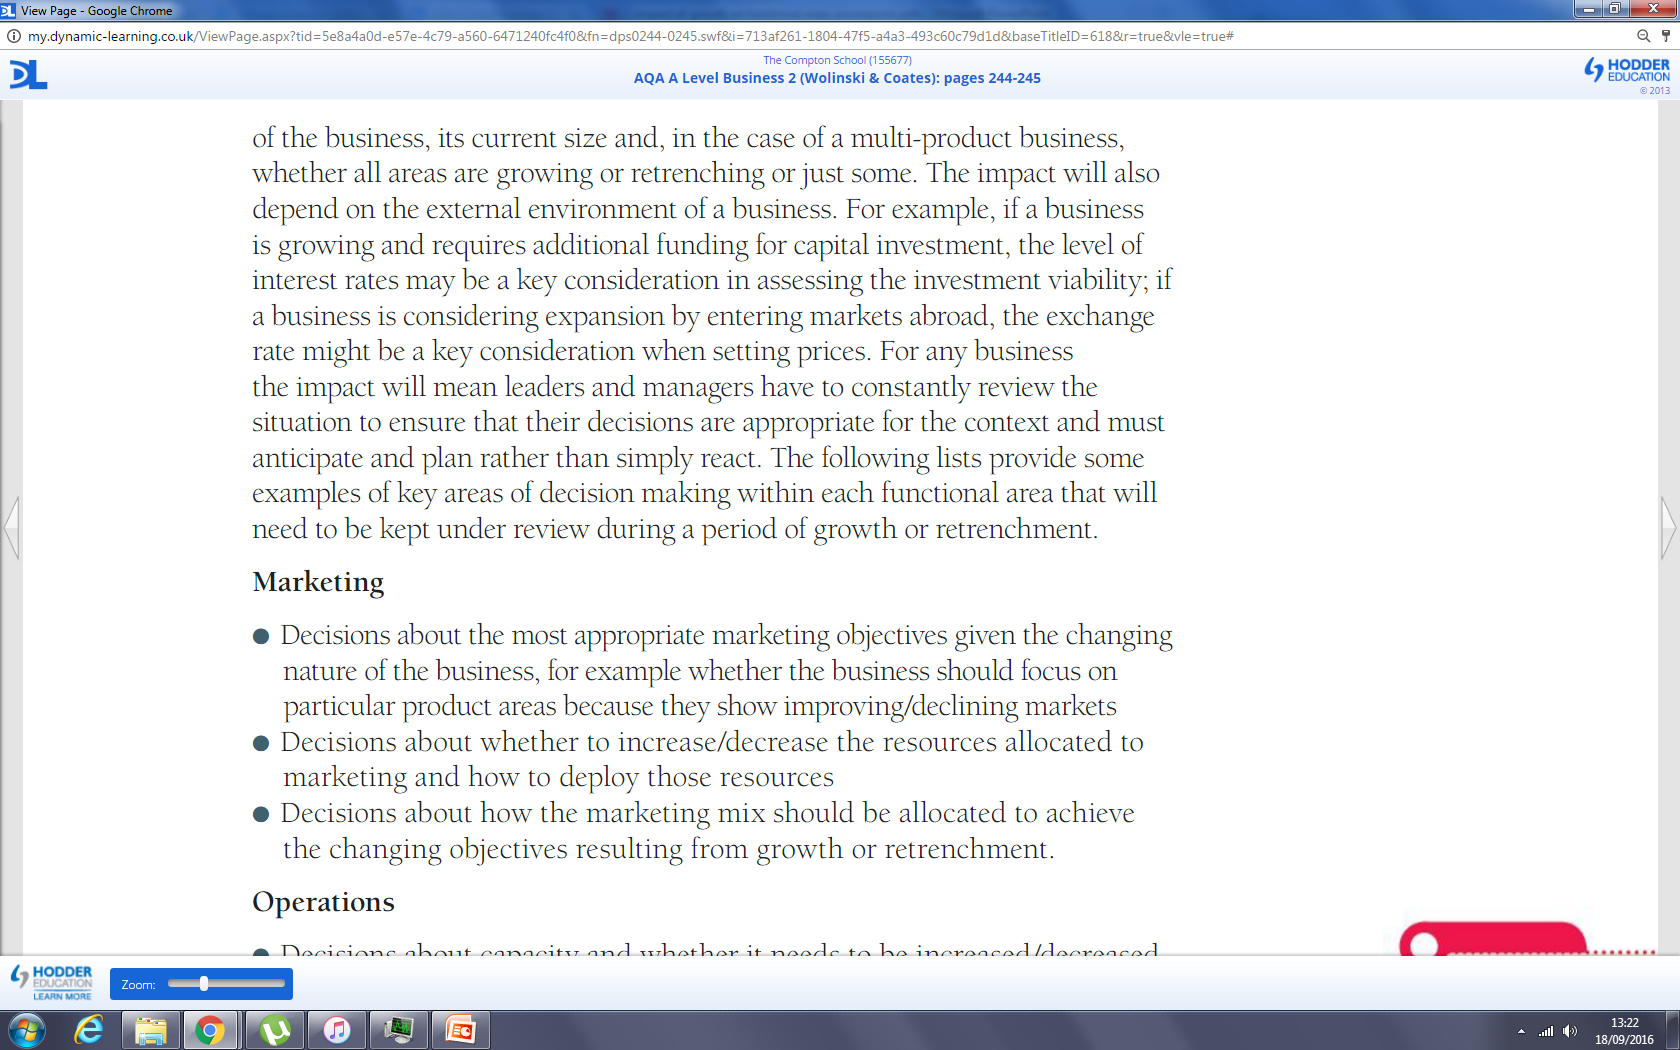 View Page - Google Chrome
my.dynamic-learning.co.uk/ViewPage.aspx?tid=5e8a4a0d-e57e-4c79-a560-6471240fc4f0&fn=dps0244-0245.swf&i=713af261-1804-47f5-a4a3-493c60c79d1d&baseTitleID=618&r=true&vle=true#
The Compton School (155677)
AQA A Level Business 2 (Wolinski & Coates): pages 244-245
DL
HODDER
EDUCATION
© 2013
of the business, its current size and, in the case of a multi-product business,
whether all areas are growing or retrenching or just some. The impact will also
depend on the external environment of a business. For example, if a business
is growing and requires additional funding for capital investment, the level of
interest rates may be a key consideration in assessing the investment viability; if
a business is considering expansion by entering markets abroad, the exchange
rate might be a key consideration when setting prices. For any business
the impact will mean leaders and managers have to constantly review the
situation to ensure that their decisions are appropriate for the context and must
anticipate and plan rather than simply react. The following lists provide some
examples of key areas of decision making within each functional area that will
need to be kept under review during a period of growth or retrenchment.
Marketing
● Decisions about the most appropriate marketing objectives given the changing
nature of the business, for example whether the business should focus on
particular product areas because they show improving/declining markets
● Decisions about whether to increase/decrease the resources allocated to
marketing and how to deploy those resources
● Decisions about how the marketing mix should be allocated to achieve
the changing objectives resulting from growth or retrenchment.
Operations
● Decisions about capacity and whether it needs to be increased/decreased
HODDER
EDUCATION
LEARN MORE
Zoom:
13:22
18/09/2016